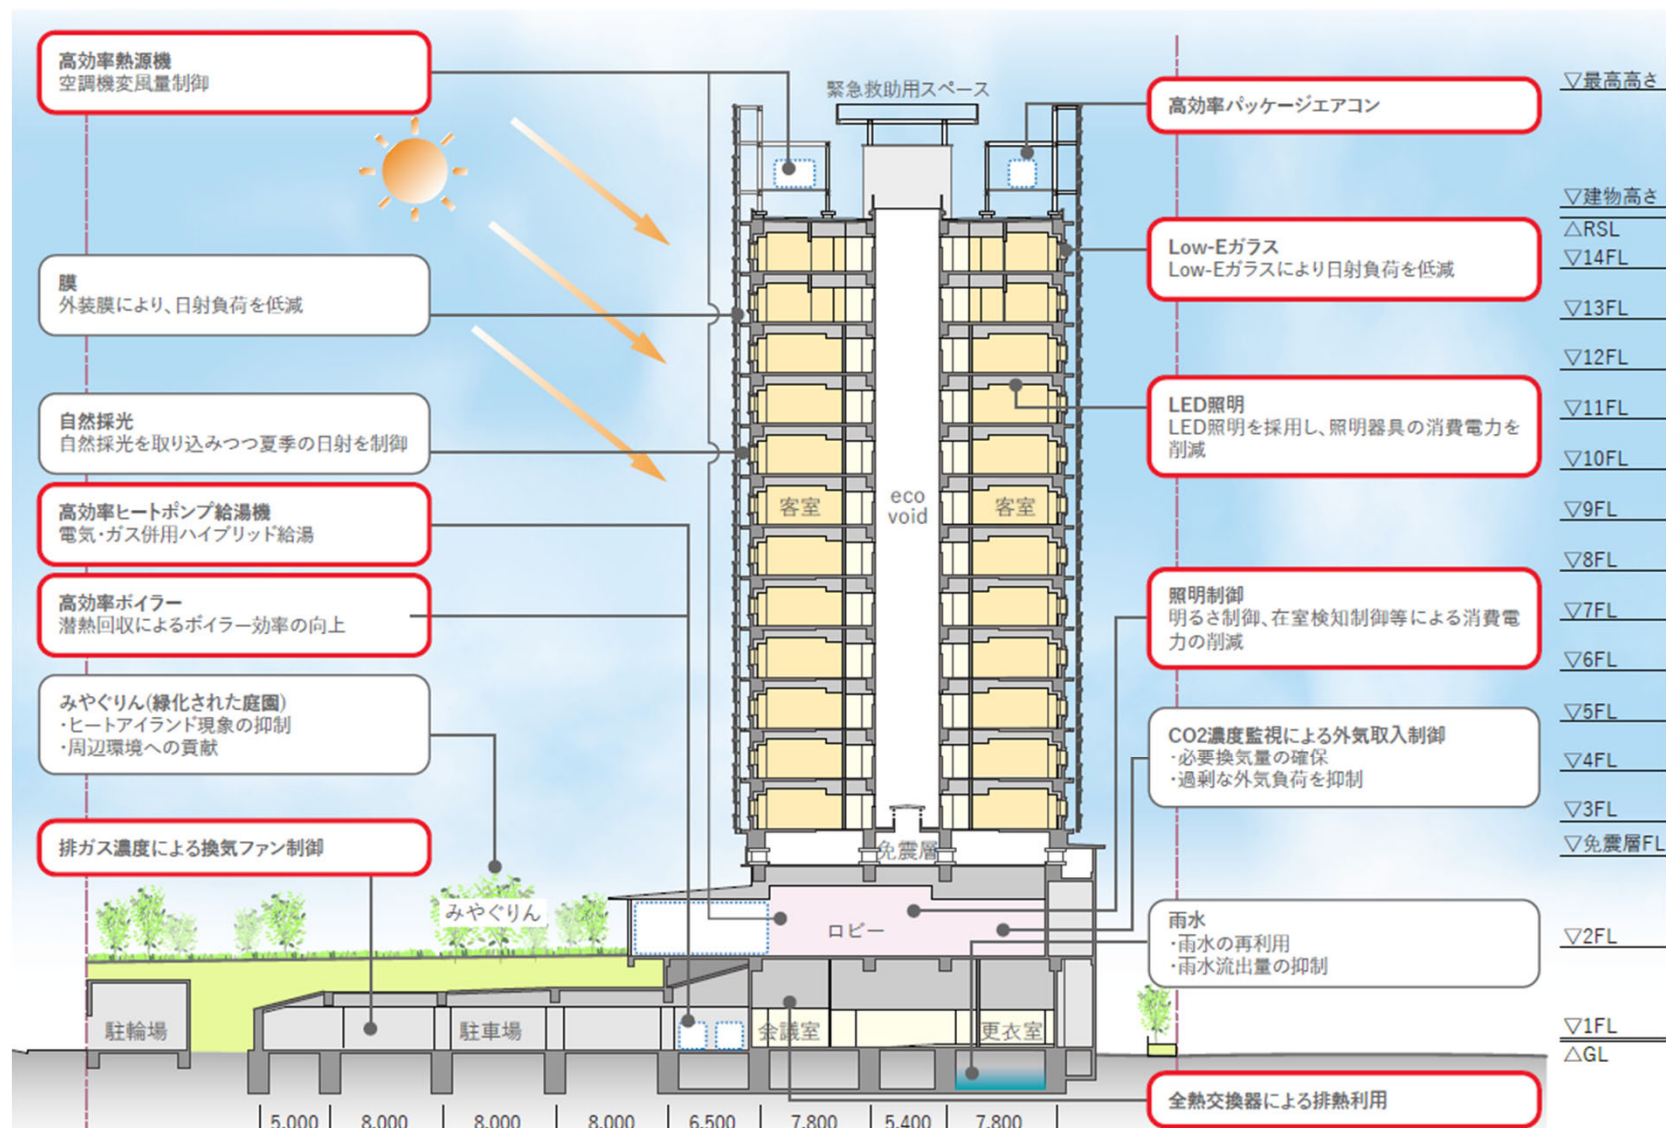 高効率熱源機
空調機変風量制御
膜
外装膜により、日射負荷を低減
自然採光
自然採光を取り込みつつ夏季の日射を制御
高効率ヒートポンプ給湯機
電気・ガス併用ハイブリッド給湯
高効率ボイラー
潜熱回収によるボイラー効率の向上
みやぐりん(緑化された庭園)
・ヒートアイランド現象の抑制
・周辺環境への貢献
排ガス濃度による換気ファン制御
緊急救助用スペース
客室
eco
void
客室
免震層
みやぐりん
ロビー
駐輪場
駐車場
会議室
更衣室
5,000
8,000
8,000
8,000
6,500
7,800
5,400
7,800
高効率パッケージエアコン
Low-Eガラス
Low-Eガラスにより日射負荷を低減
LED照明
LED照明を採用し、照明器具の消費電力を
削減
照明制御
明るさ制御、在室検知制御等による消費電
力の削減
CO2濃度監視による外気取入制御
・必要換気量の確保
・過剰な外気負荷を抑制
雨水
・雨水の再利用
・雨水流出量の抑制
全熱交換器による排熱利用
▽最高高さ
▽建物高さ
△RSL
▽14FL
▽13FL
▽12FL
▽11FL
▽10FL
▽9FL
▽8FL
▽7FL
▽6FL
▽5FL
▽4FL
▽3FL
▽免震層FL
▽2FL
▽1FL
△GL